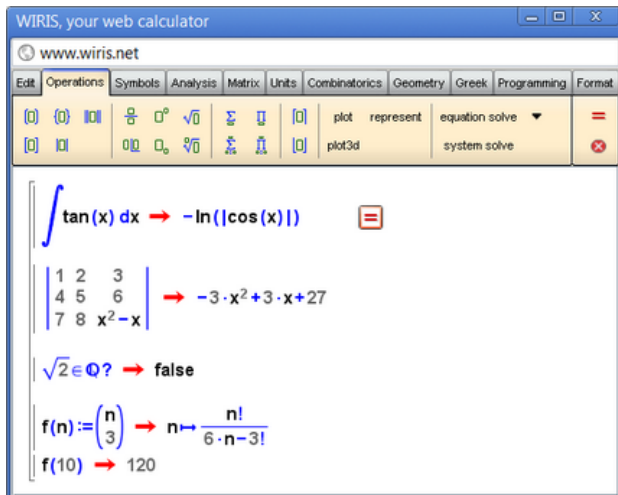 WIRIS, your web calculator
www.wiris.net
Edit Operations Symbols Analysis Matrix Units Combinatorics Geometry Greek Programming Format
plot represent equation solve
plot3d system solve
∫ tan(x) dx → -ln(|cos(x)|) =
|1 2 3
4 5 6 → -3·x²+3·x+27
7 8 x²-x|
√2∈ℚ? → false
f(n):=(n 3) → n↦ n!/(6·n-3!)
f(10) → 120